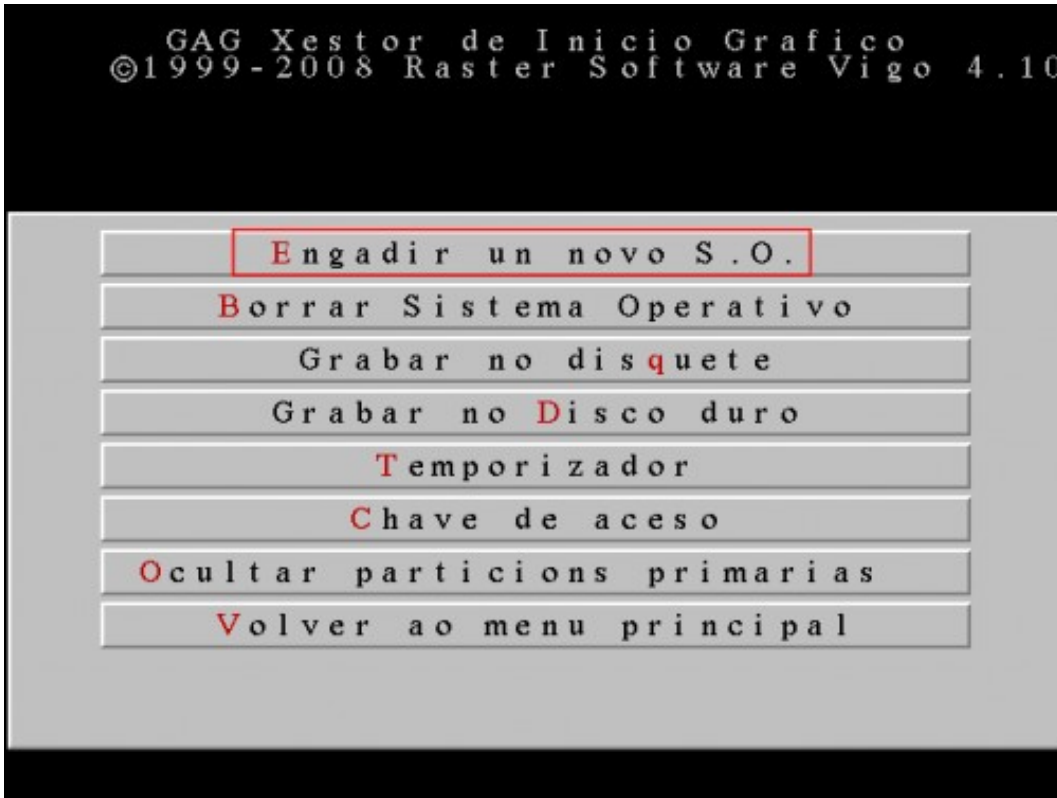 GAG Xestor de Inicio Grafico
©1999-2008 Raster Software Vigo 4.10
Engadir un novo S.O.
Borrar Sistema Operativo
Grabar no disquete
Grabar no Disco duro
Temporizador
Chave de aceso
Ocultar particions primarias
Volver ao menu principal